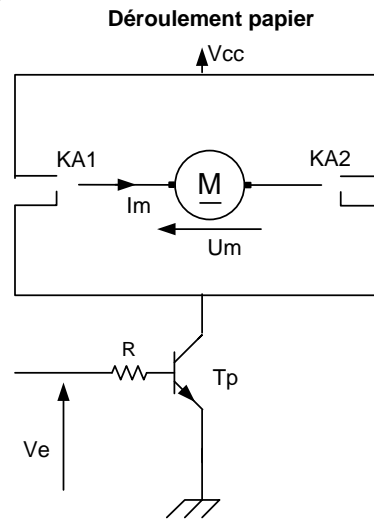 Déroulement papier
Vcc
KA1
KA2
M
Im
Um
R
Tp
Ve